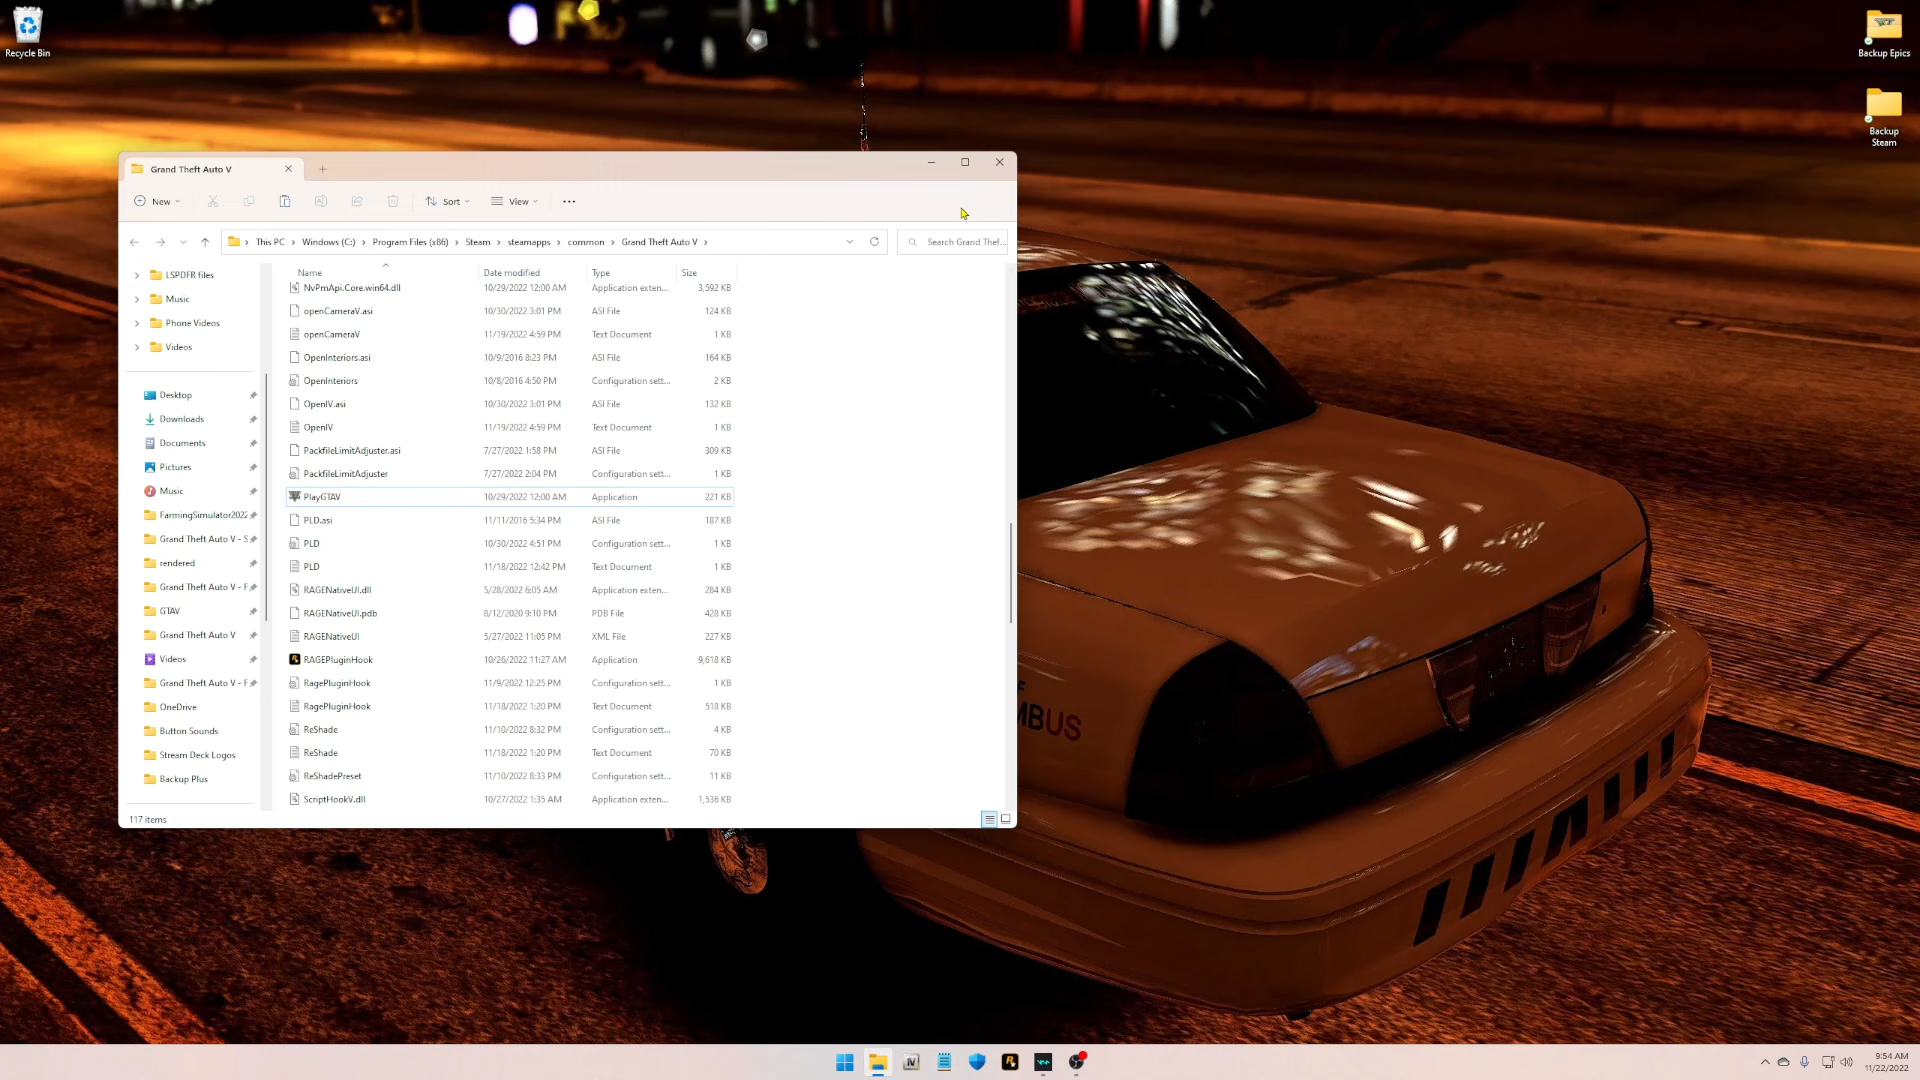 Recycle Bin
Backup Epics
Backup
Steam
Grand Theft Auto V
New
Sort
View
This PC > Windows (C:) > Program Files (x86) > Steam > steamapps > common > Grand Theft Auto V >
Search Grand Thef...
LSPDFR files
Music
Phone Videos
Videos
Desktop
Downloads
Documents
Pictures
Music
FarmingSimulator2022
Grand Theft Auto V - S
rendered
Grand Theft Auto V - F
GTAV
Grand Theft Auto V
Videos
Grand Theft Auto V - F
OneDrive
Button Sounds
Stream Deck Logos
Backup Plus
Name Date modified Type Size
NvPmApi.Core.win64.dll 10/29/2022 12:00 AM Application exten... 3,592 KB
openCameraV.asi 10/30/2022 3:01 PM ASI File 124 KB
openCameraV 11/19/2022 4:59 PM Text Document 1 KB
OpenInteriors.asi 10/9/2016 8:23 PM ASI File 164 KB
OpenInteriors 10/8/2016 4:50 PM Configuration sett... 2 KB
OpenIV.asi 10/30/2022 3:01 PM ASI File 132 KB
OpenIV 11/19/2022 4:59 PM Text Document 1 KB
PackfileLimitAdjuster.asi 7/27/2022 1:58 PM ASI File 309 KB
PackfileLimitAdjuster 7/27/2022 2:04 PM Configuration sett... 1 KB
PlayGTAV 10/29/2022 12:00 AM Application 221 KB
PLD.asi 11/11/2016 5:34 PM ASI File 187 KB
PLD 10/30/2022 4:51 PM Configuration sett... 1 KB
PLD 11/18/2022 12:42 PM Text Document 1 KB
RAGENativeUI.dll 5/28/2022 6:05 AM Application exten... 284 KB
RAGENativeUI.pdb 8/12/2020 9:10 PM PDB File 428 KB
RAGENativeUI 5/27/2022 11:05 PM XML File 227 KB
RAGEPluginHook 10/26/2022 11:27 AM Application 9,618 KB
RagePluginHook 11/9/2022 12:25 PM Configuration sett... 1 KB
RagePluginHook 11/18/2022 1:20 PM Text Document 518 KB
ReShade 11/10/2022 8:32 PM Configuration sett... 4 KB
ReShade 11/18/2022 1:20 PM Text Document 70 KB
ReShadePreset 11/10/2022 8:33 PM Configuration sett... 11 KB
ScriptHookV.dll 10/27/2022 1:35 AM Application exten... 1,536 KB
117 items
MBUS
IV
9:54 AM
11/22/2022